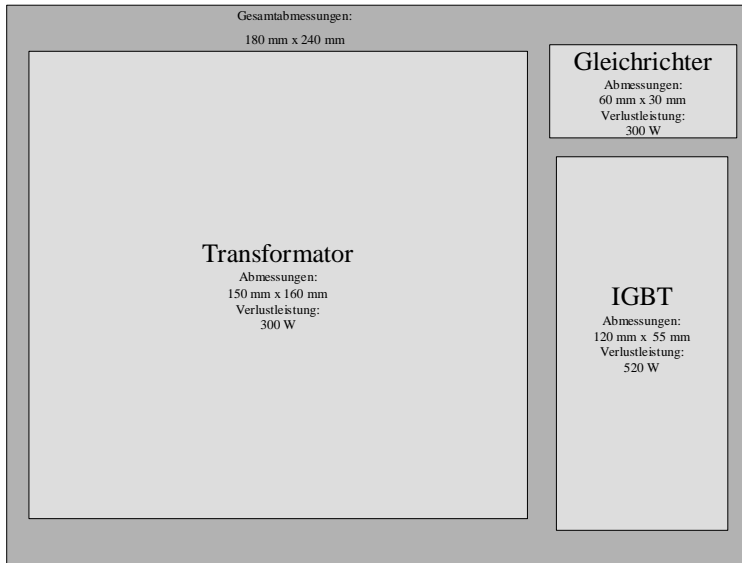 Gesamtabmessungen:
180 mm x 240 mm
Gleichrichter
Abmessungen:
60 mm x 30 mm
Verlustleistung:
300 W
Transformator
Abmessungen:
150 mm x 160 mm
Verlustleistung:
300 W
IGBT
Abmessungen:
120 mm x 55 mm
Verlustleistung:
520 W